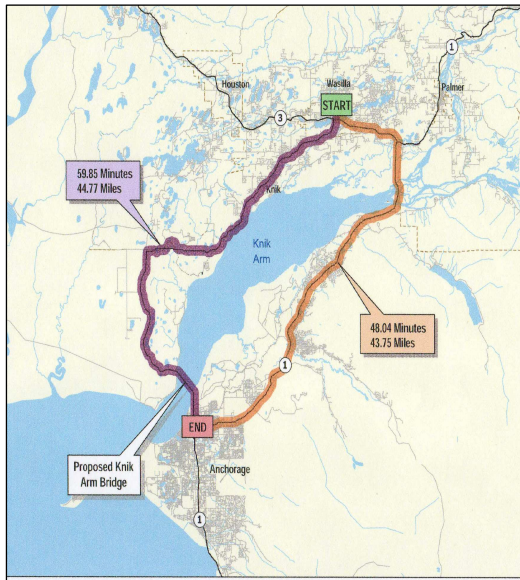 1
Houston
Wasilla
Palmer
START
3
59.85 Minutes
44.77 Miles
Knik
Knik
Arm
48.04 Minutes
43.75 Miles
1
END
Proposed Knik
Arm Bridge
Anchorage
1